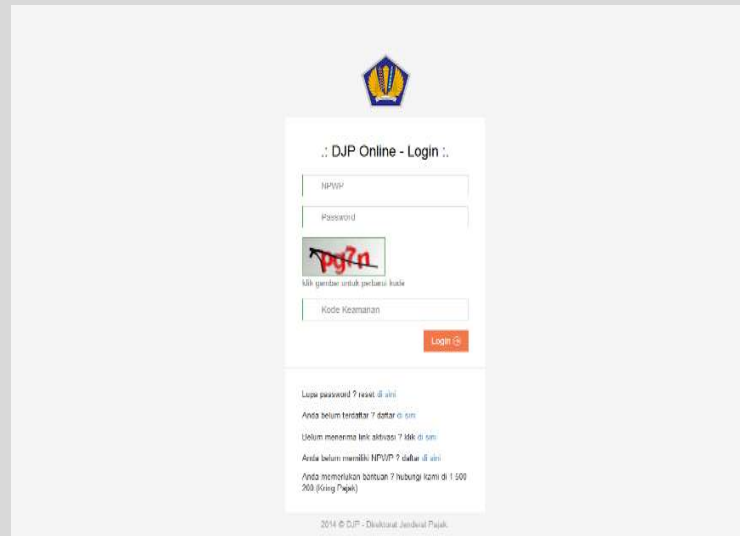 .: DJP Online - Login :.
NPWP
Password
pg7n
klik gambar untuk perbarui kode
Kode Keamanan
Login
Lupa password ? reset di sini
Anda belum terdaftar ? daftar di sini
Belum menerima link aktivasi ? klik di sini
Anda belum memiliki NPWP ? daftar di sini
Anda memerlukan bantuan ? hubungi kami di 1 500
200 (Kring Pajak)
2014 © DJP - Direktorat Jenderal Pajak.